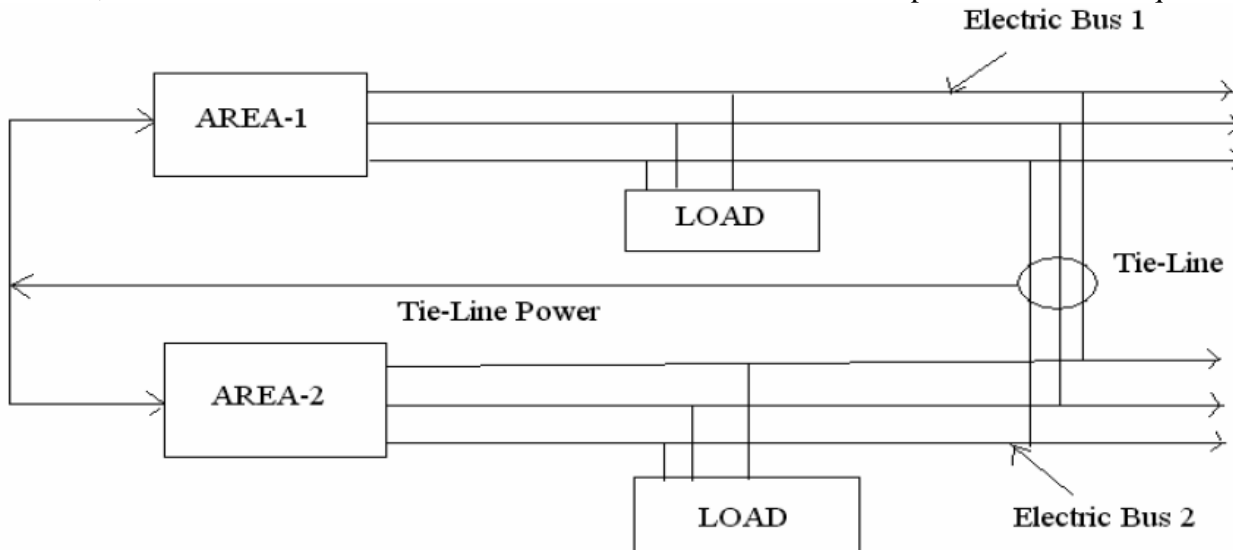 Electric Bus 1
AREA-1
LOAD
Tie-Line
Tie-Line Power
AREA-2
LOAD
Electric Bus 2